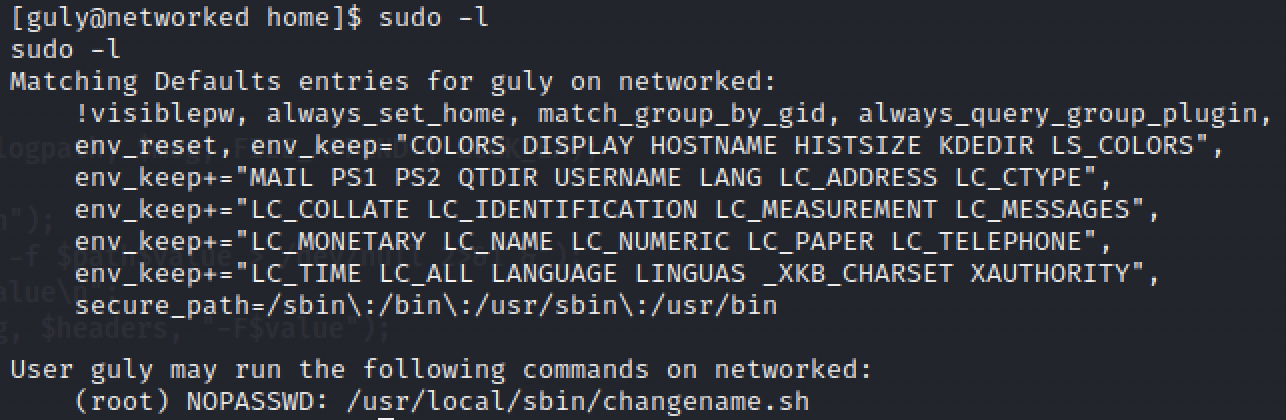 [guly@networked home]$ sudo -l
sudo -l
Matching Defaults entries for guly on networked:
    !visiblepw, always_set_home, match_group_by_gid, always_query_group_plugin,
    env_reset, env_keep="COLORS DISPLAY HOSTNAME HISTSIZE KDEDIR LS_COLORS",
    env_keep+="MAIL PS1 PS2 QTDIR USERNAME LANG LC_ADDRESS LC_CTYPE",
    env_keep+="LC_COLLATE LC_IDENTIFICATION LC_MEASUREMENT LC_MESSAGES",
    env_keep+="LC_MONETARY LC_NAME LC_NUMERIC LC_PAPER LC_TELEPHONE",
    env_keep+="LC_TIME LC_ALL LANGUAGE LINGUAS _XKB_CHARSET XAUTHORITY",
    secure_path=/sbin\:/bin\:/usr/sbin\:/usr/bin
$headers, "-F$value");
User guly may run the following commands on networked:
    (root) NOPASSWD: /usr/local/sbin/changename.sh